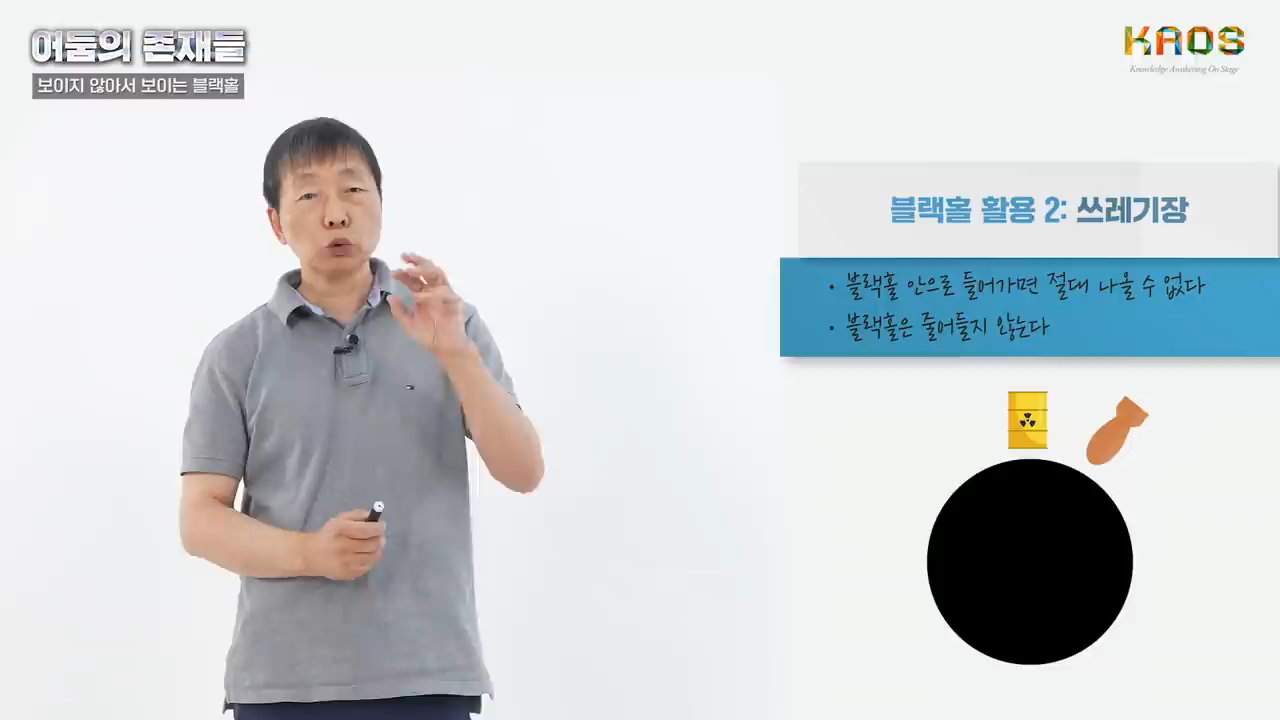 어둠의 존재들
보이지 않아서 보이는 블랙홀
KAOS
Knowledge Awakening On Stage
블랙홀 활용 2: 쓰레기장
• 블랙홀 안으로 들어가면 절대 나올 수 없다
• 블랙홀은 줄어들지 않는다